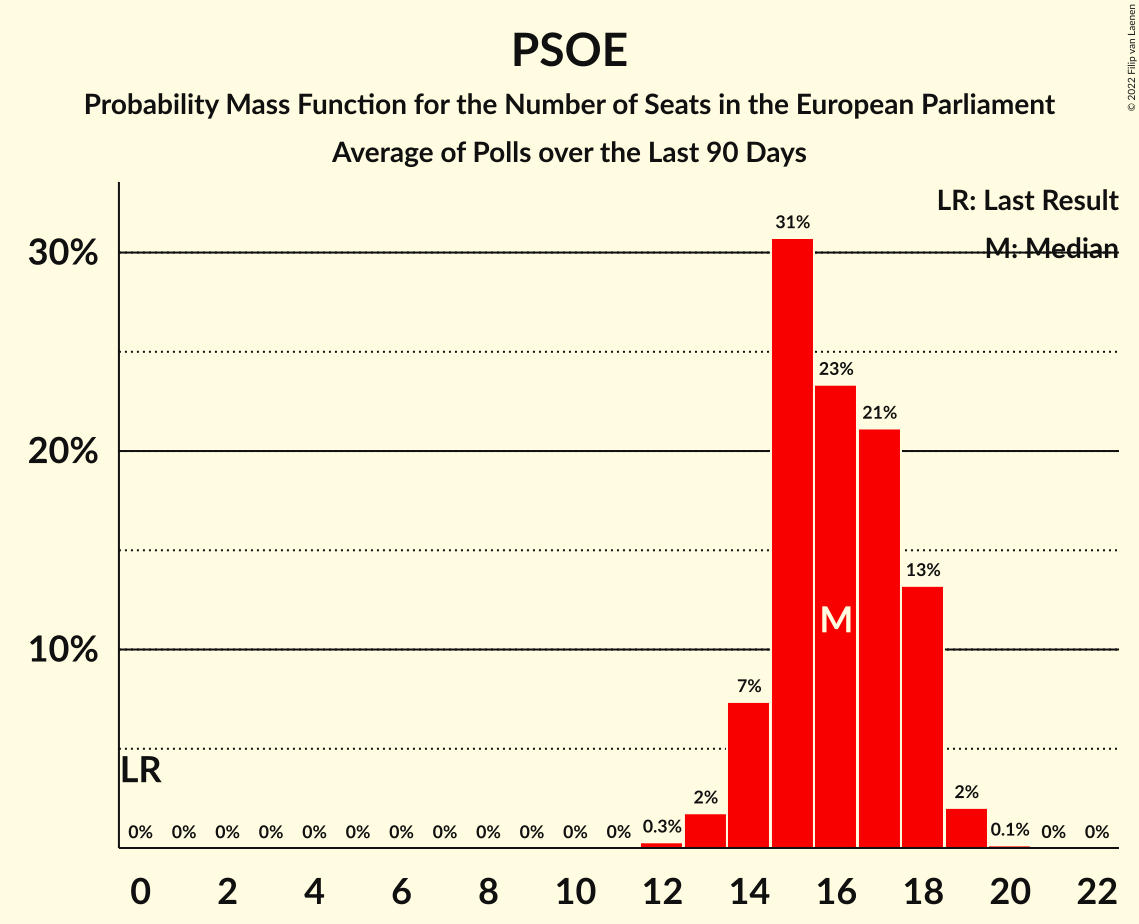 PSOE
Probability Mass Function for the Number of Seats in the European Parliament
Average of Polls over the Last 90 Days
© 2022 Filip van Laenen
LR: Last Result
M: Median
30%
20%
10%
31%
23%
21%
13%
7%
2%
2%
0.3%
0.1%
M
LR
0% 0% 0% 0% 0% 0% 0% 0% 0% 0% 0% 0% 0% 0%
0 2 4 6 8 10 12 14 16 18 20 22